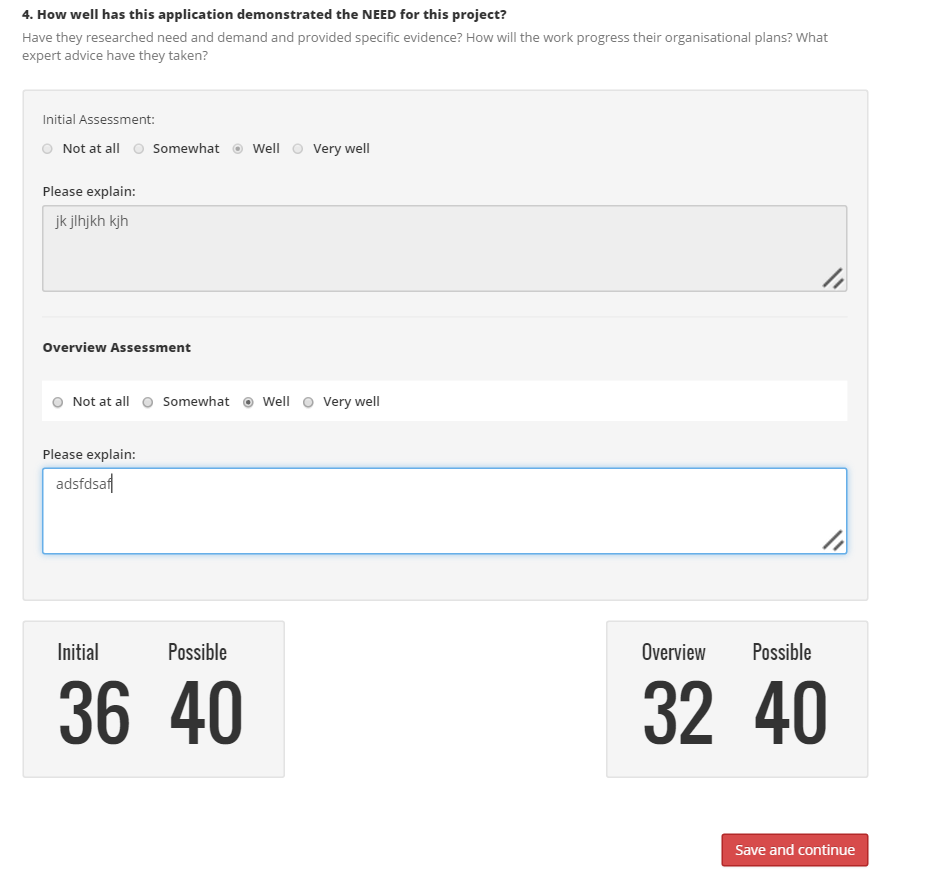 4. How well has this application demonstrated the NEED for this project?
Have they researched need and demand and provided specific evidence? How will the work progress their organisational plans? What
expert advice have they taken?
Initial Assessment:
Not at all Somewhat Well Very well
Please explain:
jk jlhjkh kjh
Overview Assessment
Not at all Somewhat Well Very well
Please explain:
adsfdsaf
Initial Possible
36 40
Overview Possible
32 40
Save and continue